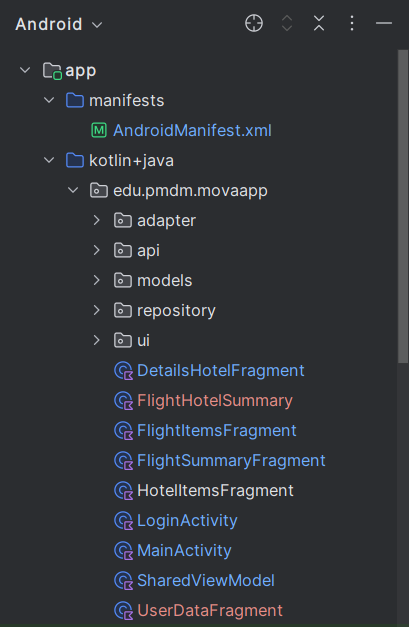 Android
app
manifests
M AndroidManifest.xml
kotlin+java
edu.pmdm.movaapp
adapter
api
models
repository
ui
DetailsHotelFragment
FlightHotelSummary
FlightItemsFragment
FlightSummaryFragment
HotelItemsFragment
LoginActivity
MainActivity
SharedViewModel
UserDataFragment